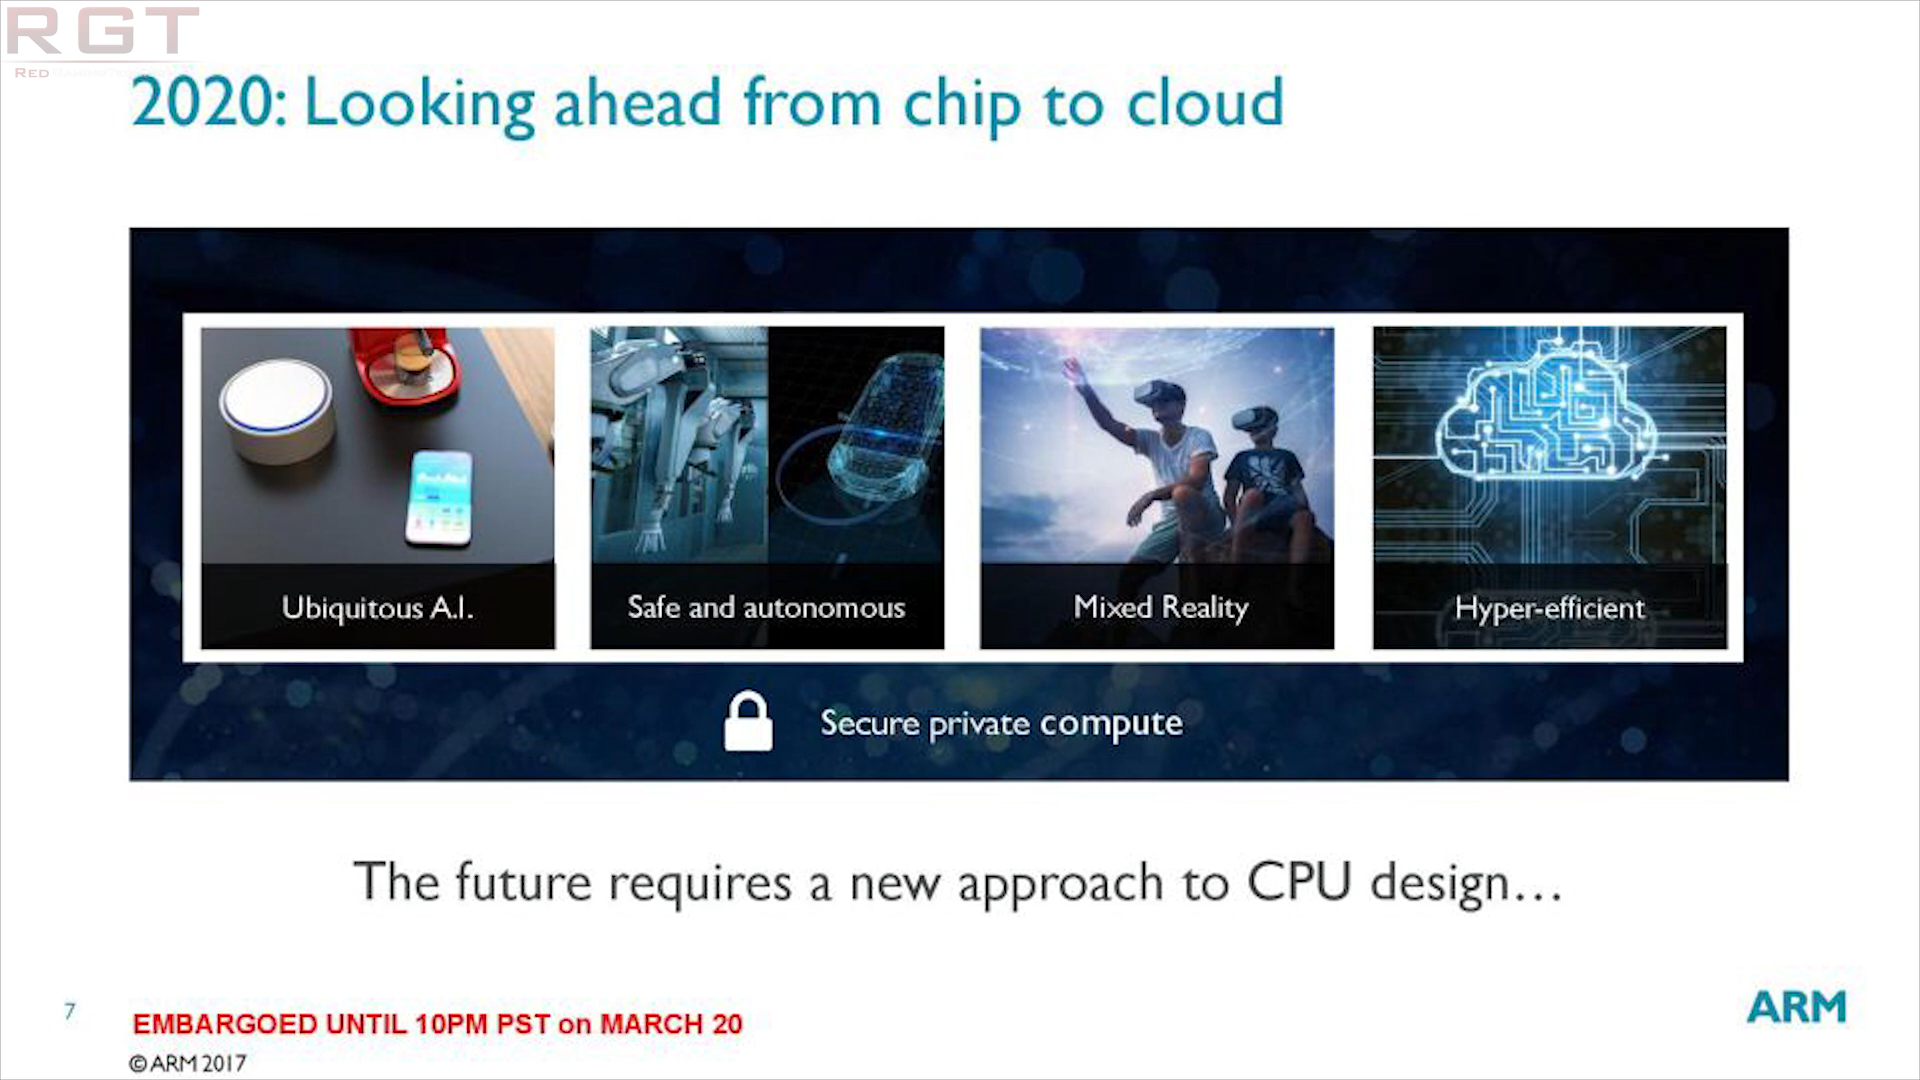 RGT
RED
2020: Looking ahead from chip to cloud
Ubiquitous A.I.
Safe and autonomous
Mixed Reality
Hyper-efficient
Secure private compute
The future requires a new approach to CPU design...
7
EMBARGOED UNTIL 10PM PST on MARCH 20
ARM
© ARM 2017